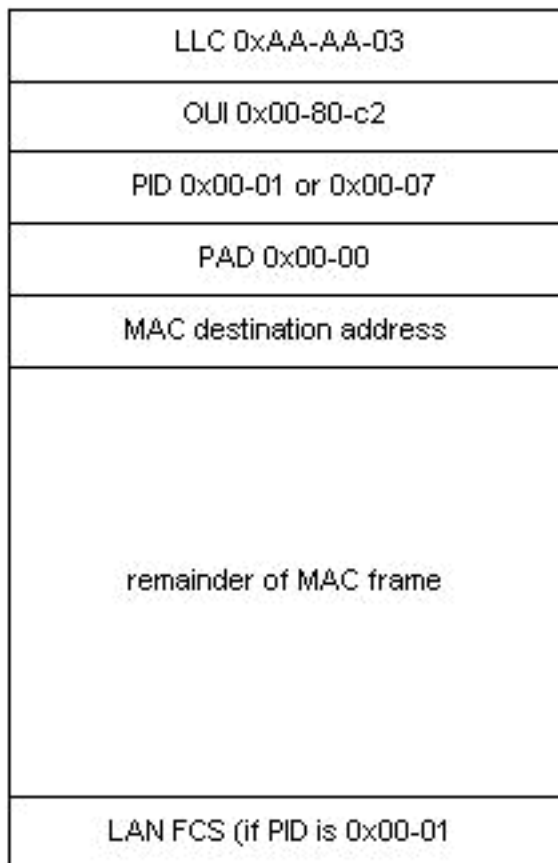 LLC 0xAA-AA-03
OUI 0x00-80-c2
PID 0x00-01 or 0x00-07
PAD 0x00-00
MAC destination address
remainder of MAC frame
LAN FCS (if PID is 0x00-01